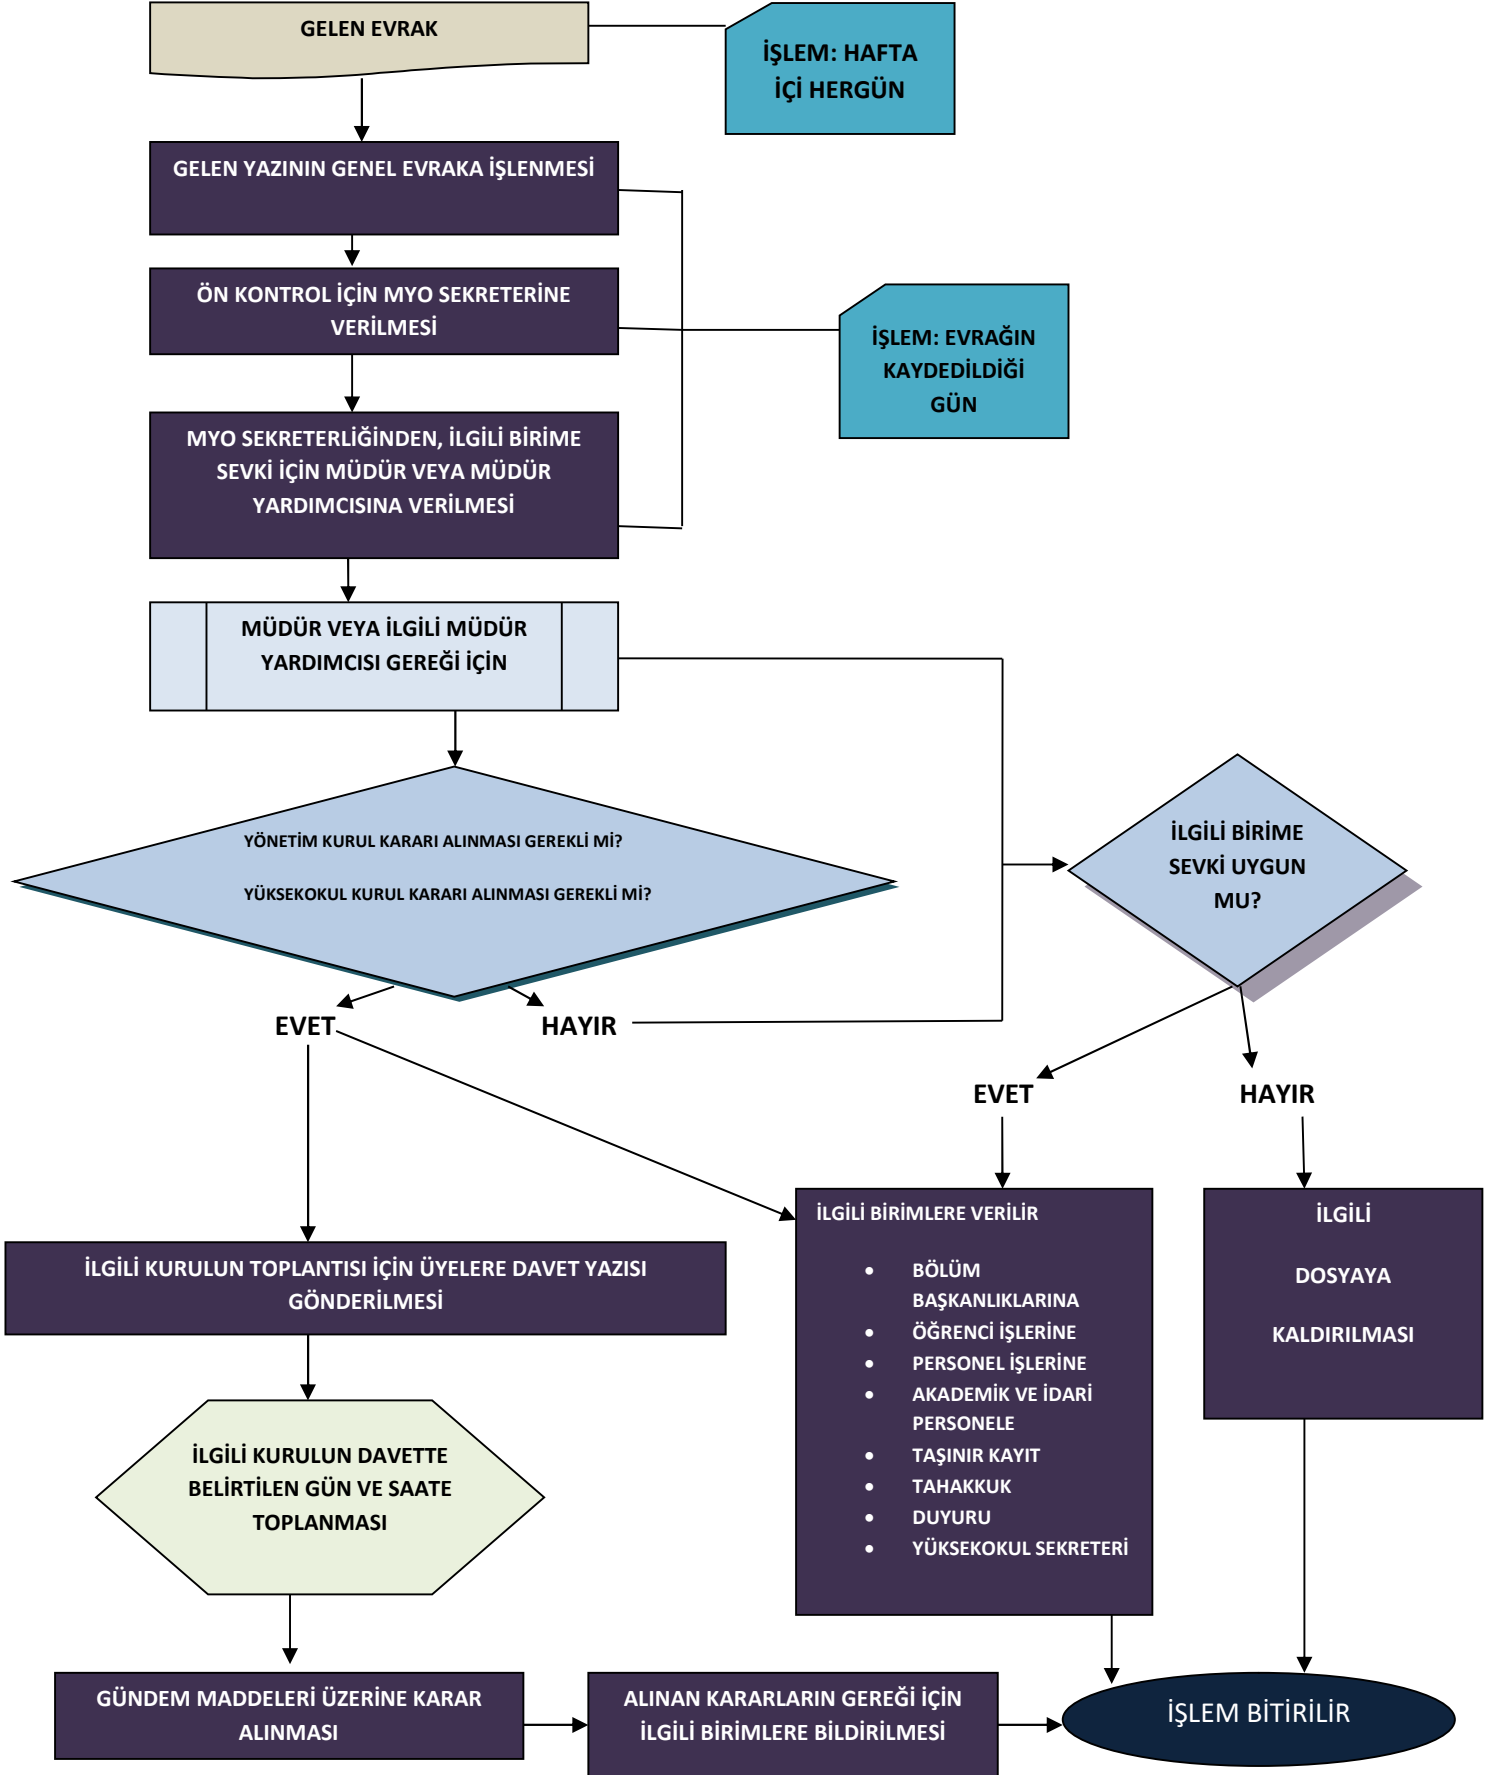 GELEN EVRAK
İŞLEM: HAFTA
İÇİ HERGÜN
GELEN YAZININ GENEL EVRAKA İŞLENMESİ
ÖN KONTROL İÇİN MYO SEKRETERİNE
VERİLMESİ
İŞLEM: EVRAĞIN
KAYDEDİLDİĞİ
GÜN
MYO SEKRETERLİĞİNDEN, İLGİLİ BİRİME
SEVKİ İÇİN MÜDÜR VEYA MÜDÜR
YARDIMCISINA VERİLMESİ
MÜDÜR VEYA İLGİLİ MÜDÜR
YARDIMCISI GEREĞİ İÇİN
YÖNETİM KURUL KARARI ALINMASI GEREKLİ Mİ?
YÜKSEKOKUL KURUL KARARI ALINMASI GEREKLİ Mİ?
İLGİLİ BİRİME
SEVKİ UYGUN
MU?
EVET
HAYIR
EVET
HAYIR
İLGİLİ KURULUN TOPLANTISI İÇİN ÜYELERE DAVET YAZISI
GÖNDERİLMESİ
İLGİLİ BİRİMLERE VERİLİR
• BÖLÜM
BAŞKANLIKLARINA
• ÖĞRENCİ İŞLERİNE
• PERSONEL İŞLERİNE
• AKADEMİK VE İDARİ
PERSONELE
• TAŞINIR KAYIT
• TAHAKKUK
• DUYURU
• YÜKSEKOKUL SEKRETERİ
İLGİLİ
DOSYAYA
KALDIRILMASI
İLGİLİ KURULUN DAVETTE
BELİRTİLEN GÜN VE SAATE
TOPLANMASI
GÜNDEM MADDELERİ ÜZERİNE KARAR
ALINMASI
ALINAN KARARLARIN GEREĞİ İÇİN
İLGİLİ BİRİMLERE BİLDİRİLMESİ
İŞLEM BİTİRİLİR